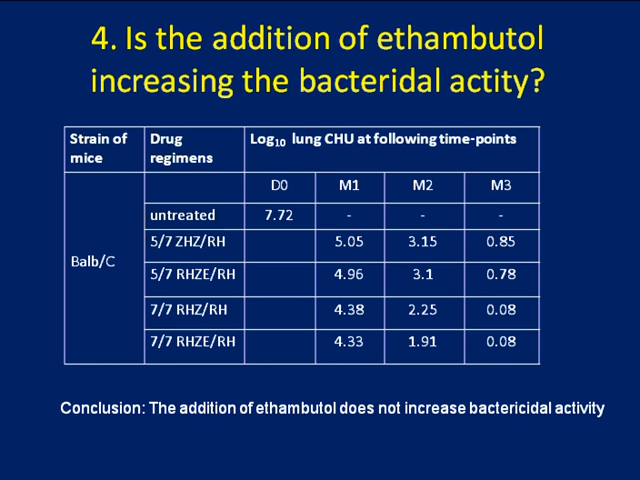 4. Is the addition of ethambutol
increasing the bacteridal actity?
Strain of mice Drug regimens Log10 lung CHU at following time-points
D0 M1 M2 M3
untreated 7.72 - - -
5/7 ZHZ/RH 5.05 3.15 0.85
Balb/C
5/7 RHZE/RH 4.96 3.1 0.78
7/7 RHZ/RH 4.38 2.25 0.08
7/7 RHZE/RH 4.33 1.91 0.08
Conclusion: The addition of ethambutol does not increase bactericidal activity